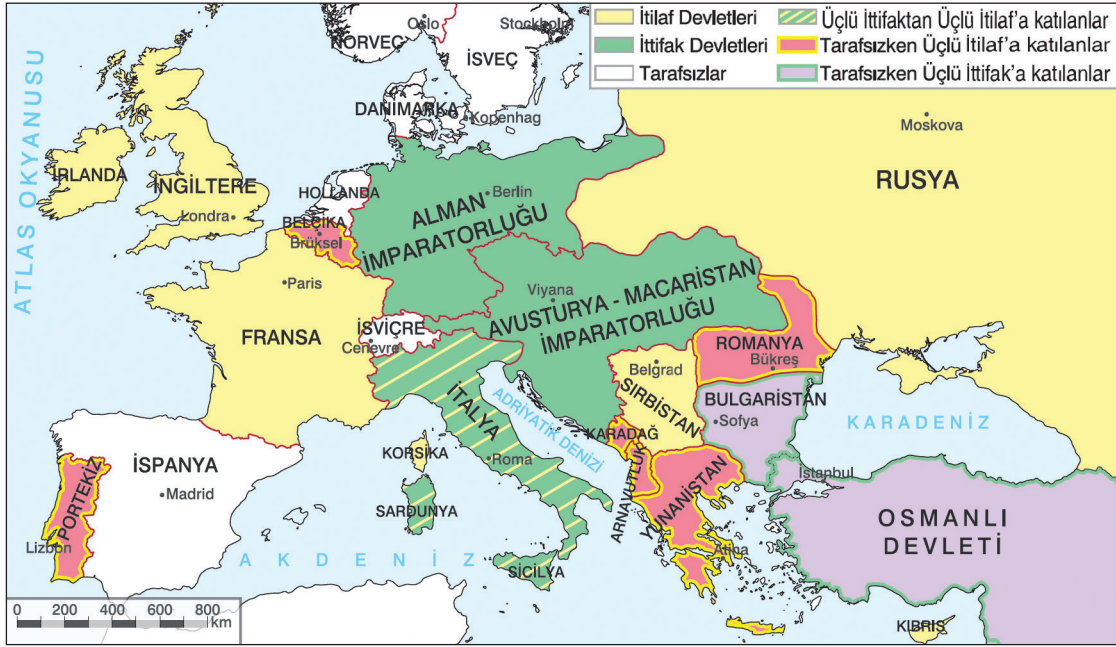 İtilaf Devletleri
İttifak Devletleri
Tarafsızlar
Üçlü İttifaktan Üçlü İtilaf'a katılanlar
Tarafsızken Üçlü İtilaf'a katılanlar
Tarafsızken Üçlü İttifak'a katılanlar
ATLAS OKYANUSU
Oslo
NORVEÇ
Stockholm
İSVEÇ
DANİMARKA
Kopenhag
Moskova
RUSYA
İRLANDA
İNGİLTERE
Londra
HOLLANDA
BELÇİKA
Brüksel
Berlin
ALMAN
İMPARATORLUĞU
Paris
FRANSA
Viyana
AVUSTURYA - MACARİSTAN
İMPARATORLUĞU
İSVİÇRE
Cenevre
ROMANYA
Bükreş
Belgrad
SIRBİSTAN
BULGARİSTAN
Sofya
KARADENİZ
İTALYA
ADRİYATİK DENİZİ
KARADAĞ
KORSİKA
Roma
ARNAVUTLUK
YUNANİSTAN
İstanbul
İSPANYA
Madrid
PORTEKİZ
Lizbon
SARDUNYA
OSMANLI
DEVLETİ
Atina
AKDENİZ
SİCİLYA
KIBRIS
0 200 400 600 800
km